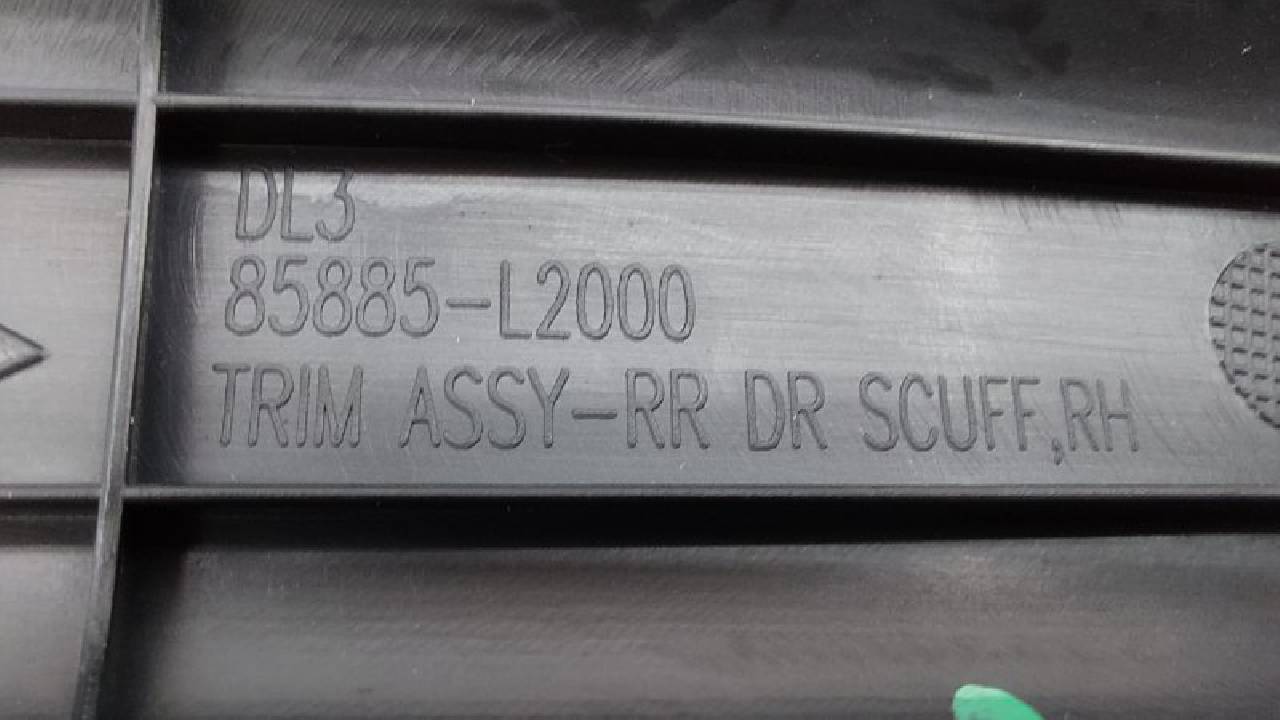 DL3
85885-L2000
TRIM ASSY-RR DR SCUFF,RH